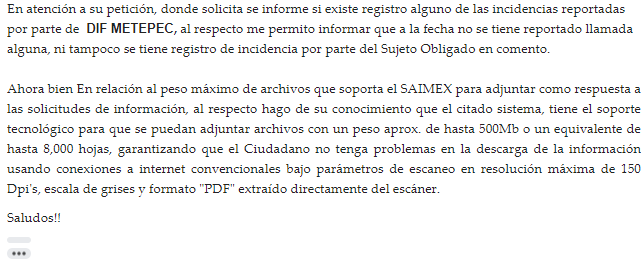 En atención a su petición, donde solicita se informe si existe registro alguno de las incidencias reportadas
por parte de DIF METEPEC, al respecto me permito informar que a la fecha no se tiene reportado llamada
alguna, ni tampoco se tiene registro de incidencia por parte del Sujeto Obligado en comento.
Ahora bien En relación al peso máximo de archivos que soporta el SAIMEX para adjuntar como respuesta a
las solicitudes de información, al respecto hago de su conocimiento que el citado sistema, tiene el soporte
tecnológico para que se puedan adjuntar archivos con un peso aprox. de hasta 500Mb o un equivalente de
hasta 8,000 hojas, garantizando que el Ciudadano no tenga problemas en la descarga de la información
usando conexiones a internet convencionales bajo parámetros de escaneo en resolución máxima de 150
Dpi's, escala de grises y formato "PDF" extraído directamente del escáner.
Saludos!!